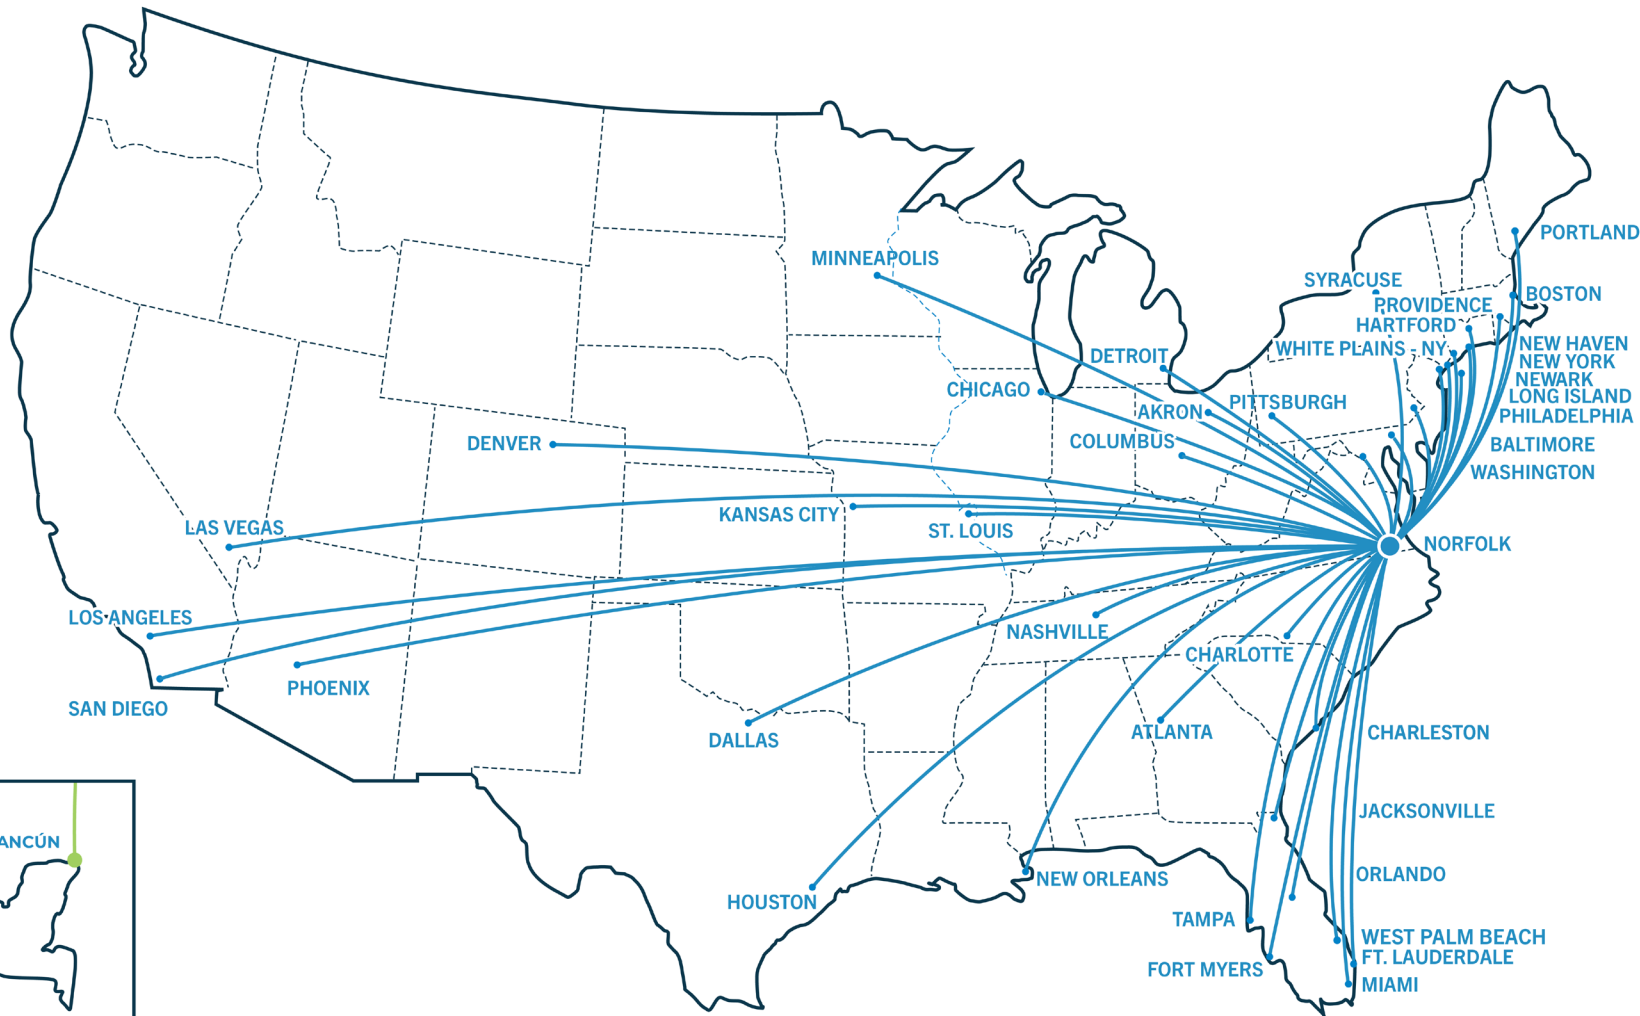 PORTLAND
MINNEAPOLIS
SYRACUSE
BOSTON
PROVIDENCE
HARTFORD
NEW HAVEN
WHITE PLAINS - NY
DETROIT
NEW YORK
NEWARK
CHICAGO
LONG ISLAND
AKRON
PITTSBURGH
PHILADELPHIA
COLUMBUS
DENVER
BALTIMORE
WASHINGTON
KANSAS CITY
LAS VEGAS
ST. LOUIS
NORFOLK
LOS ANGELES
NASHVILLE
CHARLOTTE
PHOENIX
SAN DIEGO
DALLAS
ATLANTA
CHARLESTON
JACKSONVILLE
ANCÚN
ORLANDO
NEW ORLEANS
HOUSTON
TAMPA
WEST PALM BEACH
FT. LAUDERDALE
FORT MYERS
MIAMI